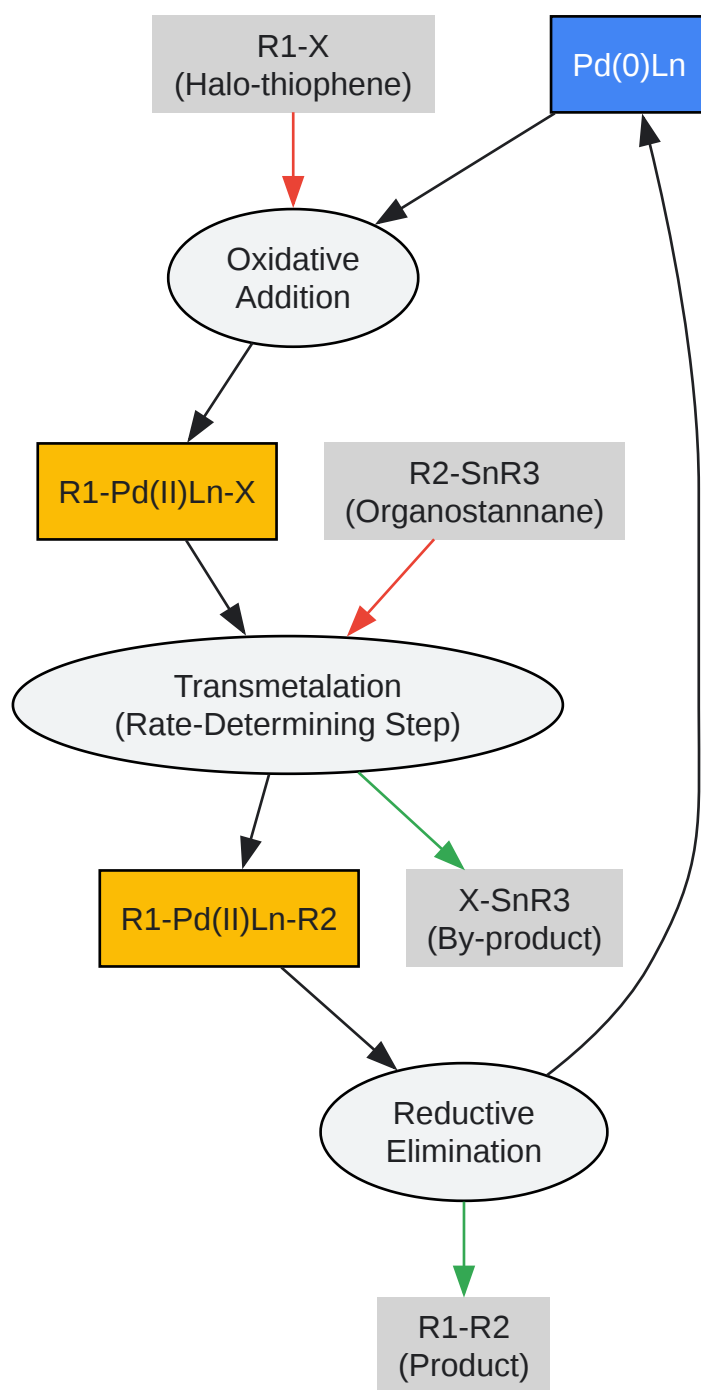 R1-X
(Halo-thiophene)
Pd(0)Ln
Oxidative
Addition
R1-Pd(II)Ln-X
R2-SnR3
(Organostannane)
Transmetalation
(Rate-Determining Step)
R1-Pd(II)Ln-R2
X-SnR3
(By-product)
Reductive
Elimination
R1-R2
(Product)